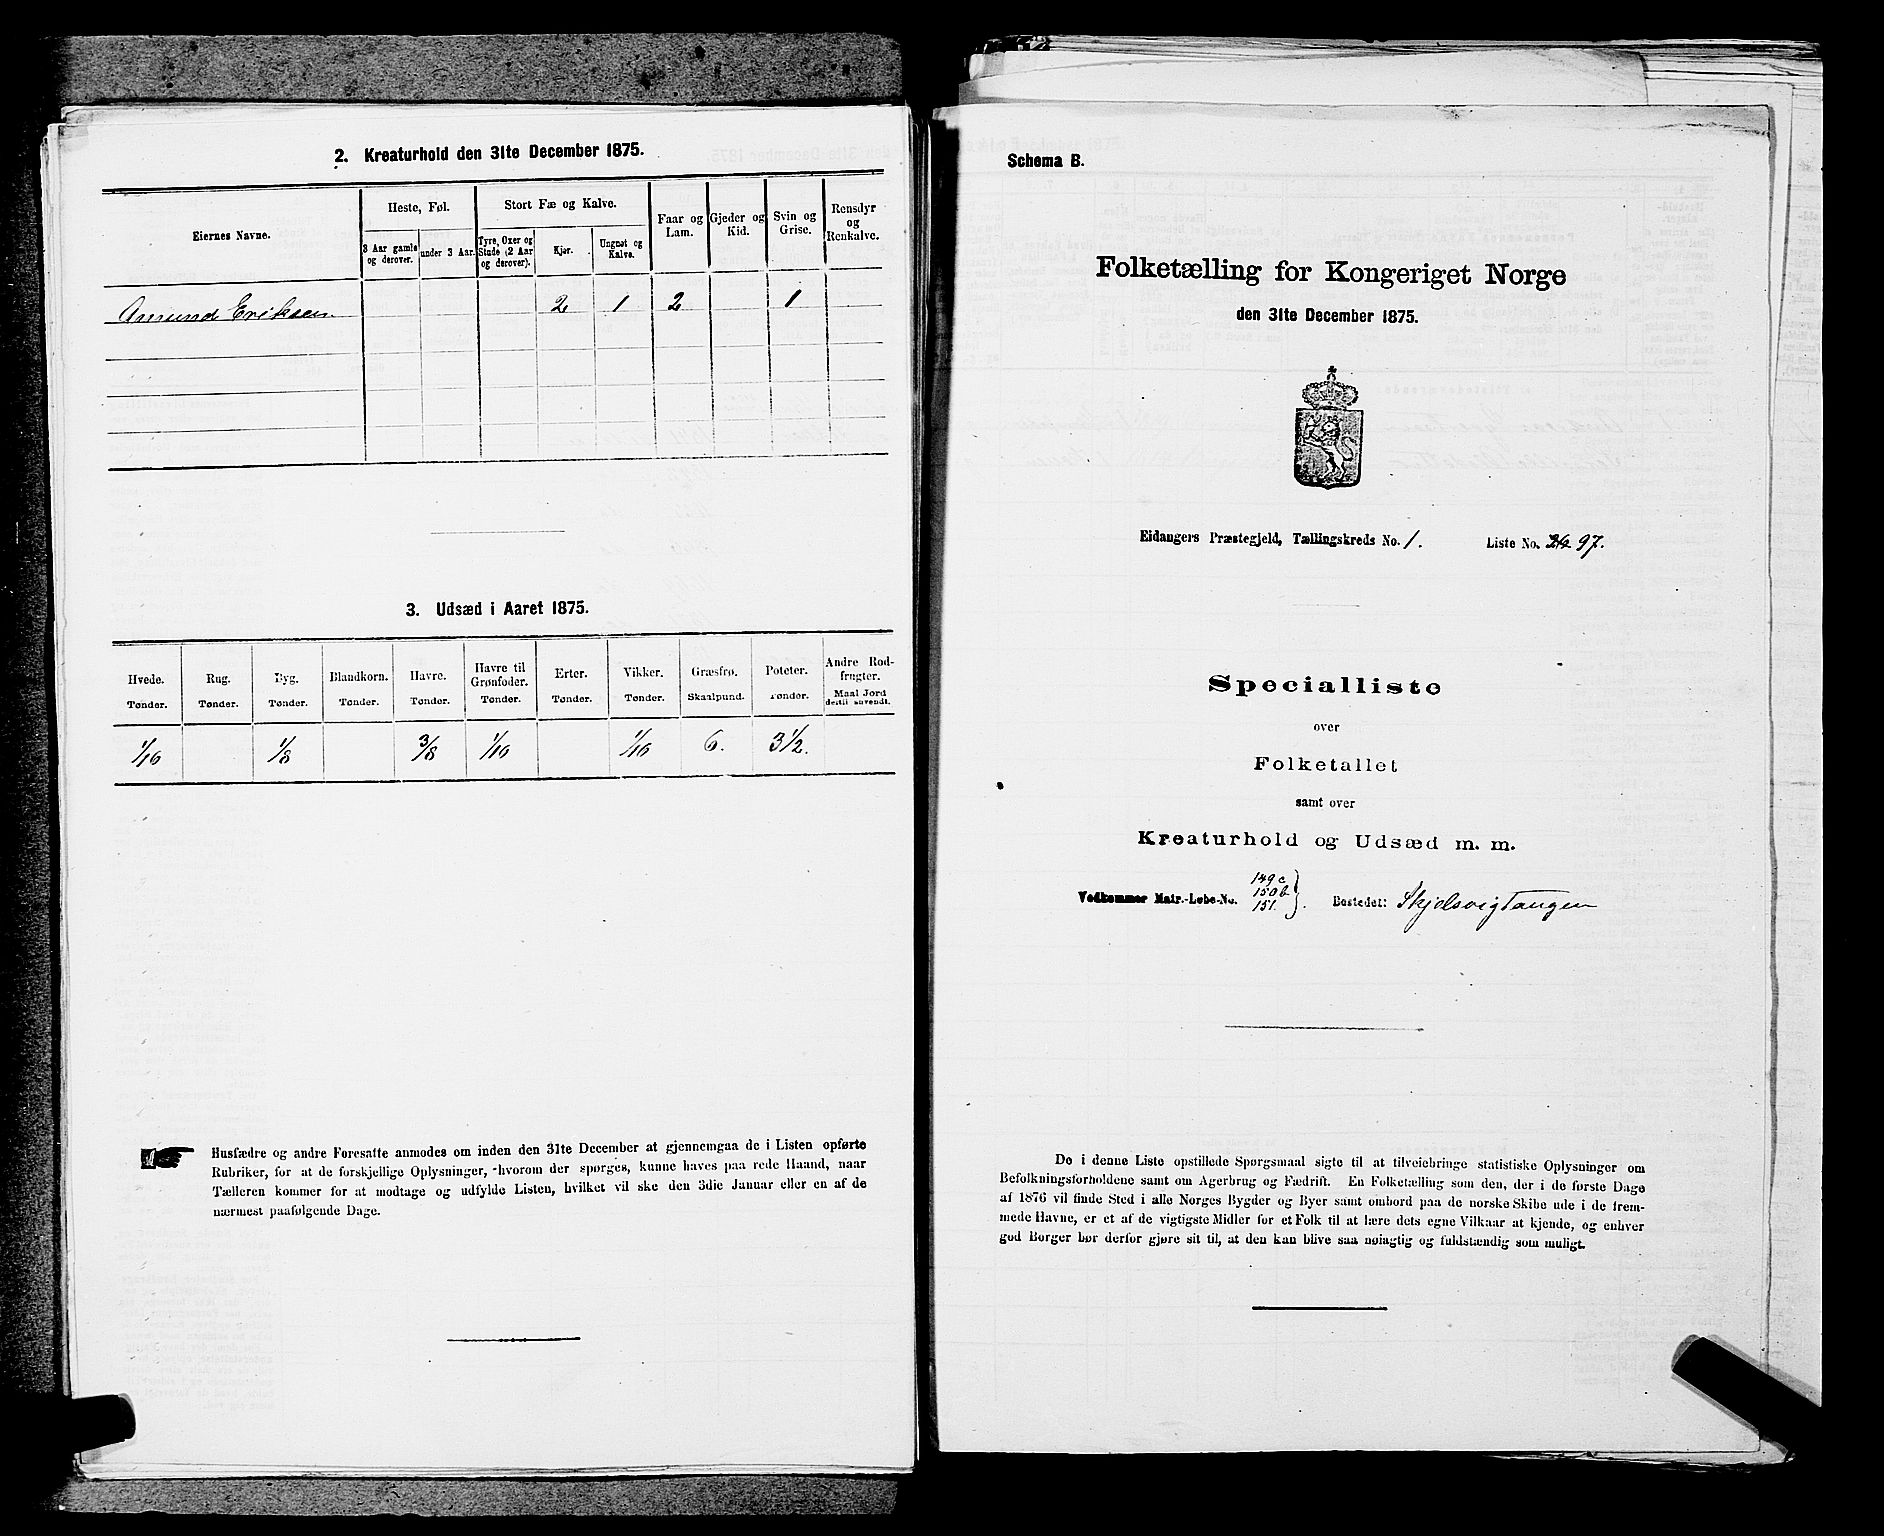 2. Kreaturhold den 31te December 1875.
Eiernes Navne.
Heste, Føl.
3 Aar gamle og derover.
under 3 Aar.
Stort Fæ og Kalve.
Tyre, Oxer og Stude (2 Aar og derover).
Kjør.
Ungnøt og Kalve.
Faar og Lam.
Gjeder og Kid.
Svin og Grise.
Rensdyr og Renkalve.
Amund Eriksen 2 1 2 1
3. Udsæd i Aaret 1875.
Hvede. Rug. Byg. Blandkorn. Havre. Havre til Grønfoder. Erter. Vikker. Græsfrø. Poteter. Andre Rodfrugter.
Tønder. Tønder. Tønder. Tønder. Tønder. Tønder. Tønder. Tønder. Skaalpund. Tønder. Maal Jord dertil anvendt.
1/10 1/8 3/8 1/10 1/10 6. 3 1/2.
Husfædre og andre Foresatte anmodes om inden den 31te December at gjennemgaa de i Listen opførte
Rubriker, for at de forskjellige Oplysninger, hvorom der spørges, kunne haves paa rede Haand, naar
Tælleren kommer for at modtage og udfylde Listen, hvilket vil ske den 3die Januar eller en af de
nærmest paafølgende Dage.
Schema B.
Folketælling for Kongeriget Norge
den 31te December 1875.
Eidangers Præstegjeld, Tællingskreds No. 1. Liste No. 97.
Specialliste
over
Folketallet
samt over
Kreaturhold og Udsæd m. m.
149c
150b
151.
Vedkommer Matr.-Løbe-No. Bostedet: Skjelsvigtangen
De i denne Liste opstillede Spørgsmaal sigte til at tilveiebringe statistiske Oplysninger om
Befolkningsforholdene samt om Agerbrug og Fædrift. En Folketælling som den, der i de første Dage
af 1876 vil finde Sted i alle Norges Bygder og Byer samt ombord paa de norske Skibe ude i de frem-
mede Havne, er et af de vigtigste Midler for et Folk til at lære dets egne Vilkaar at kjende, og enhver
god Borger bør derfor gjøre sit til, at den kan blive saa nøiagtig og fuldstændig som muligt.